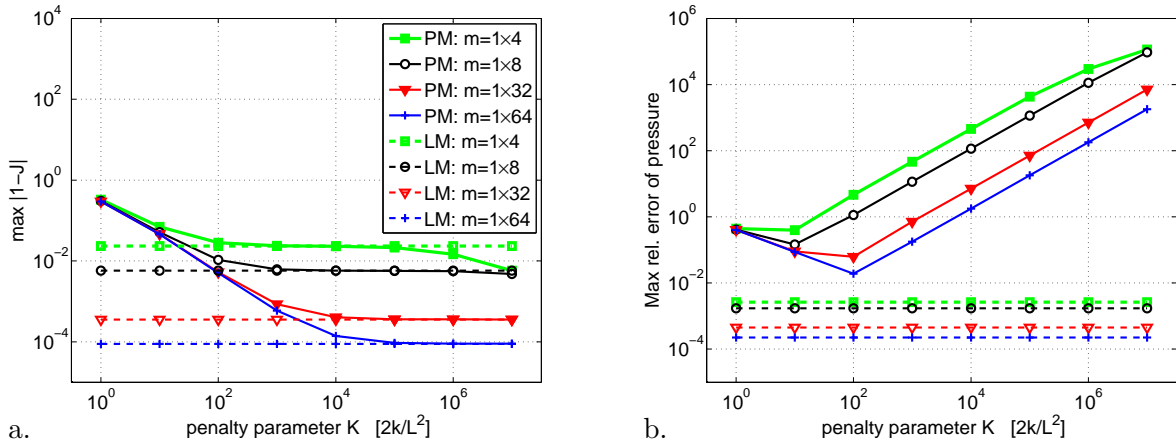 10^4
10^2
10^0
10^−2
10^−4
max |1−J|
10^0
10^2
10^4
10^6
penalty parameter K [2k/L^2]
PM: m=1×4
PM: m=1×8
PM: m=1×32
PM: m=1×64
LM: m=1×4
LM: m=1×8
LM: m=1×32
LM: m=1×64
a.
10^6
10^4
10^2
10^0
10^−2
10^−4
Max rel. error of pressure
10^0
10^2
10^4
10^6
penalty parameter K [2k/L^2]
b.